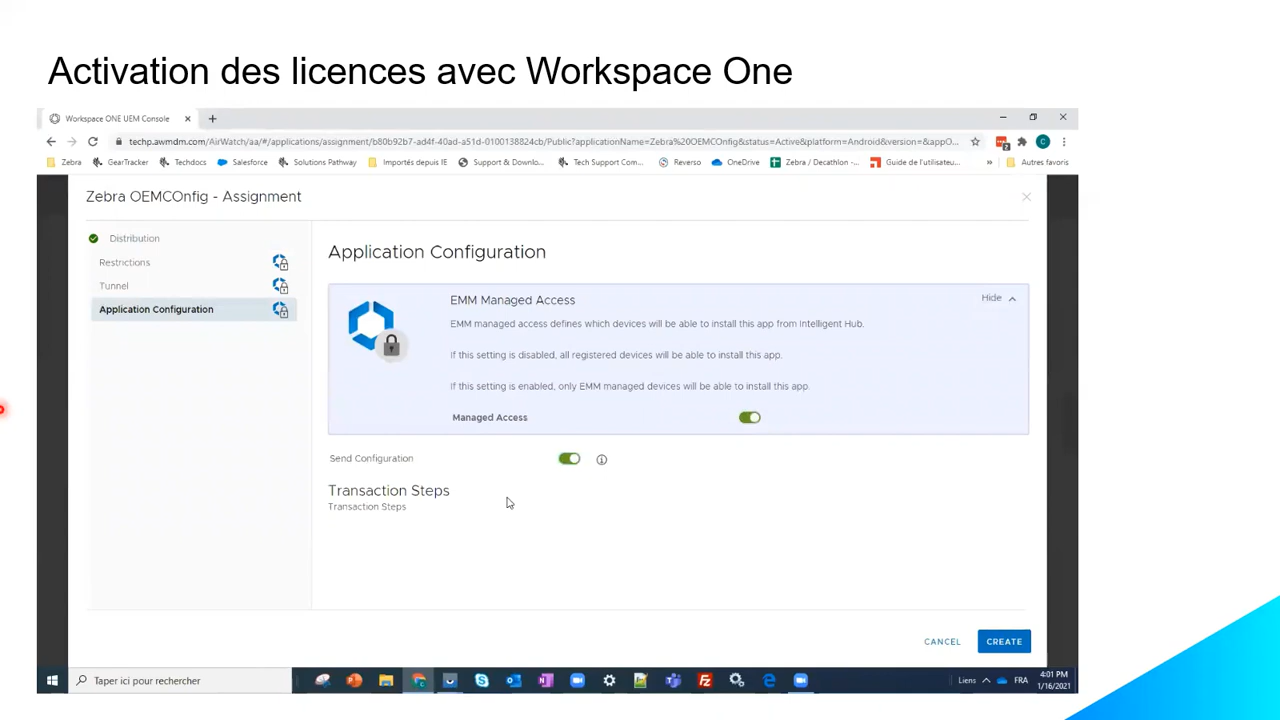 Activation des licences avec Workspace One
Workspace ONE UEM Console
techp.awmdm.com/AirWatch/aa/#/applications/assignment/b80b92b7-ad4f-40ad-a51d-0100138824cb/Public?applicationName=Zebra%20OEMCOnfig&status=Active&platform=Android&version=&appO...
Zebra
GearTracker
Techdocs
Salesforce
Solutions Pathway
Importés depuis IE
Support & Downlo...
Tech Support Com...
Reverso
OneDrive
Zebra / Decathlon -...
Guide de l'utilisateu...
»
Autres favoris
Zebra OEMCOnfig - Assignment
Distribution
Restrictions
Tunnel
Application Configuration
Application Configuration
EMM Managed Access
Hide
EMM managed access defines which devices will be able to install this app from Intelligent Hub.
If this setting is disabled, all registered devices will be able to install this app.
If this setting is enabled, only EMM managed devices will be able to install this app.
Managed Access
Send Configuration
Transaction Steps
Transaction Steps
CANCEL
CREATE
Taper ici pour rechercher
Liens
FRA
4:01 PM
1/16/2021